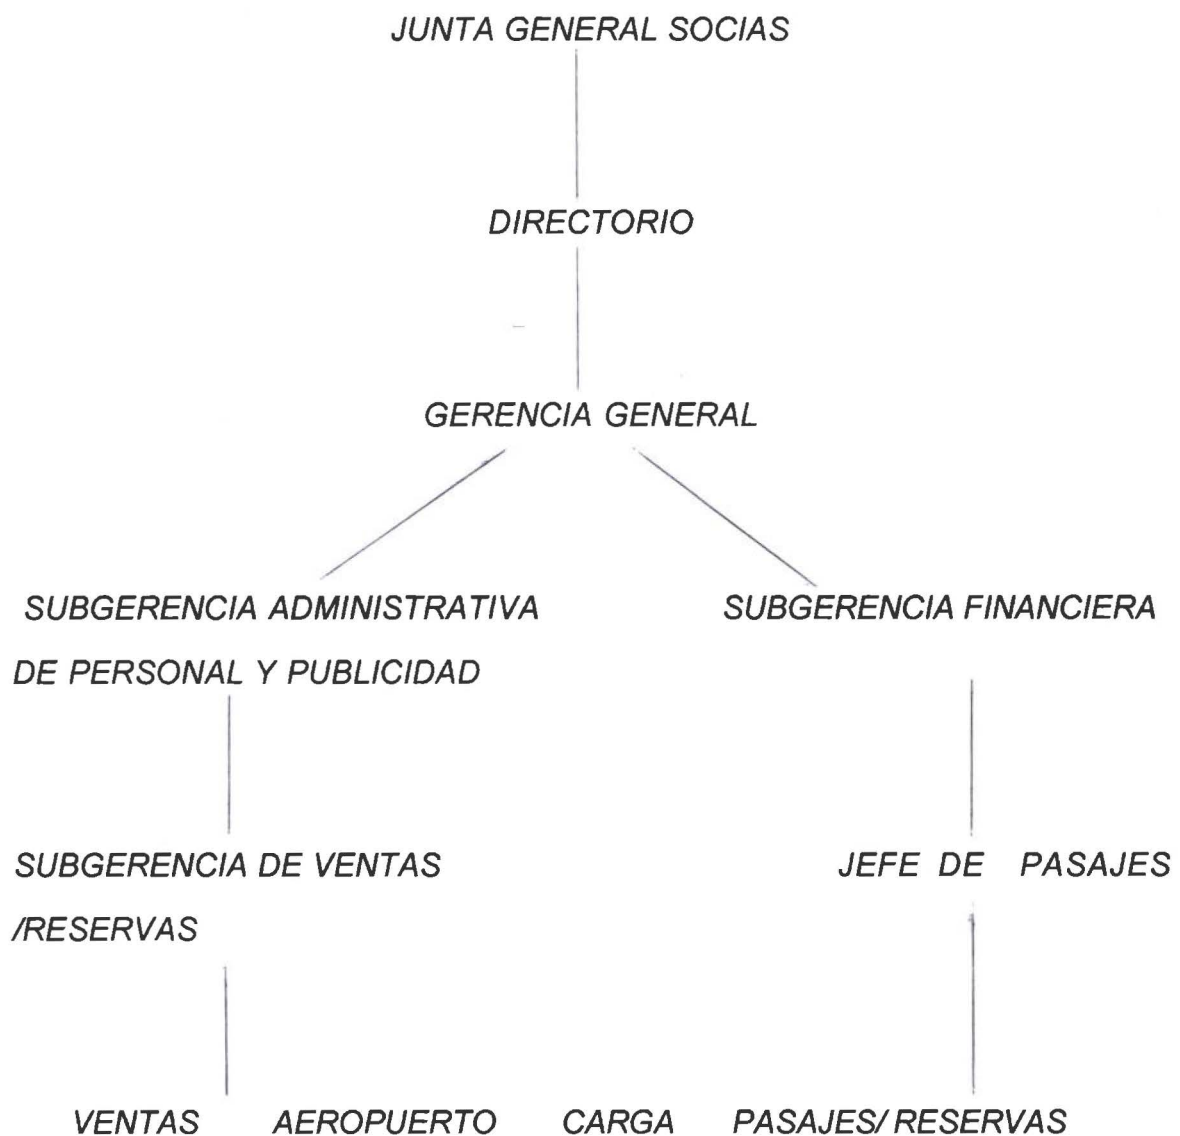 JUNTA GENERAL SOCIAS
DIRECTORIO
GERENCIA GENERAL
SUBGERENCIA ADMINISTRATIVA
DE PERSONAL Y PUBLICIDAD
SUBGERENCIA FINANCIERA
SUBGERENCIA DE VENTAS
/RESERVAS
JEFE DE PASAJES
VENTAS AEROPUERTO CARGA PASAJES/ RESERVAS